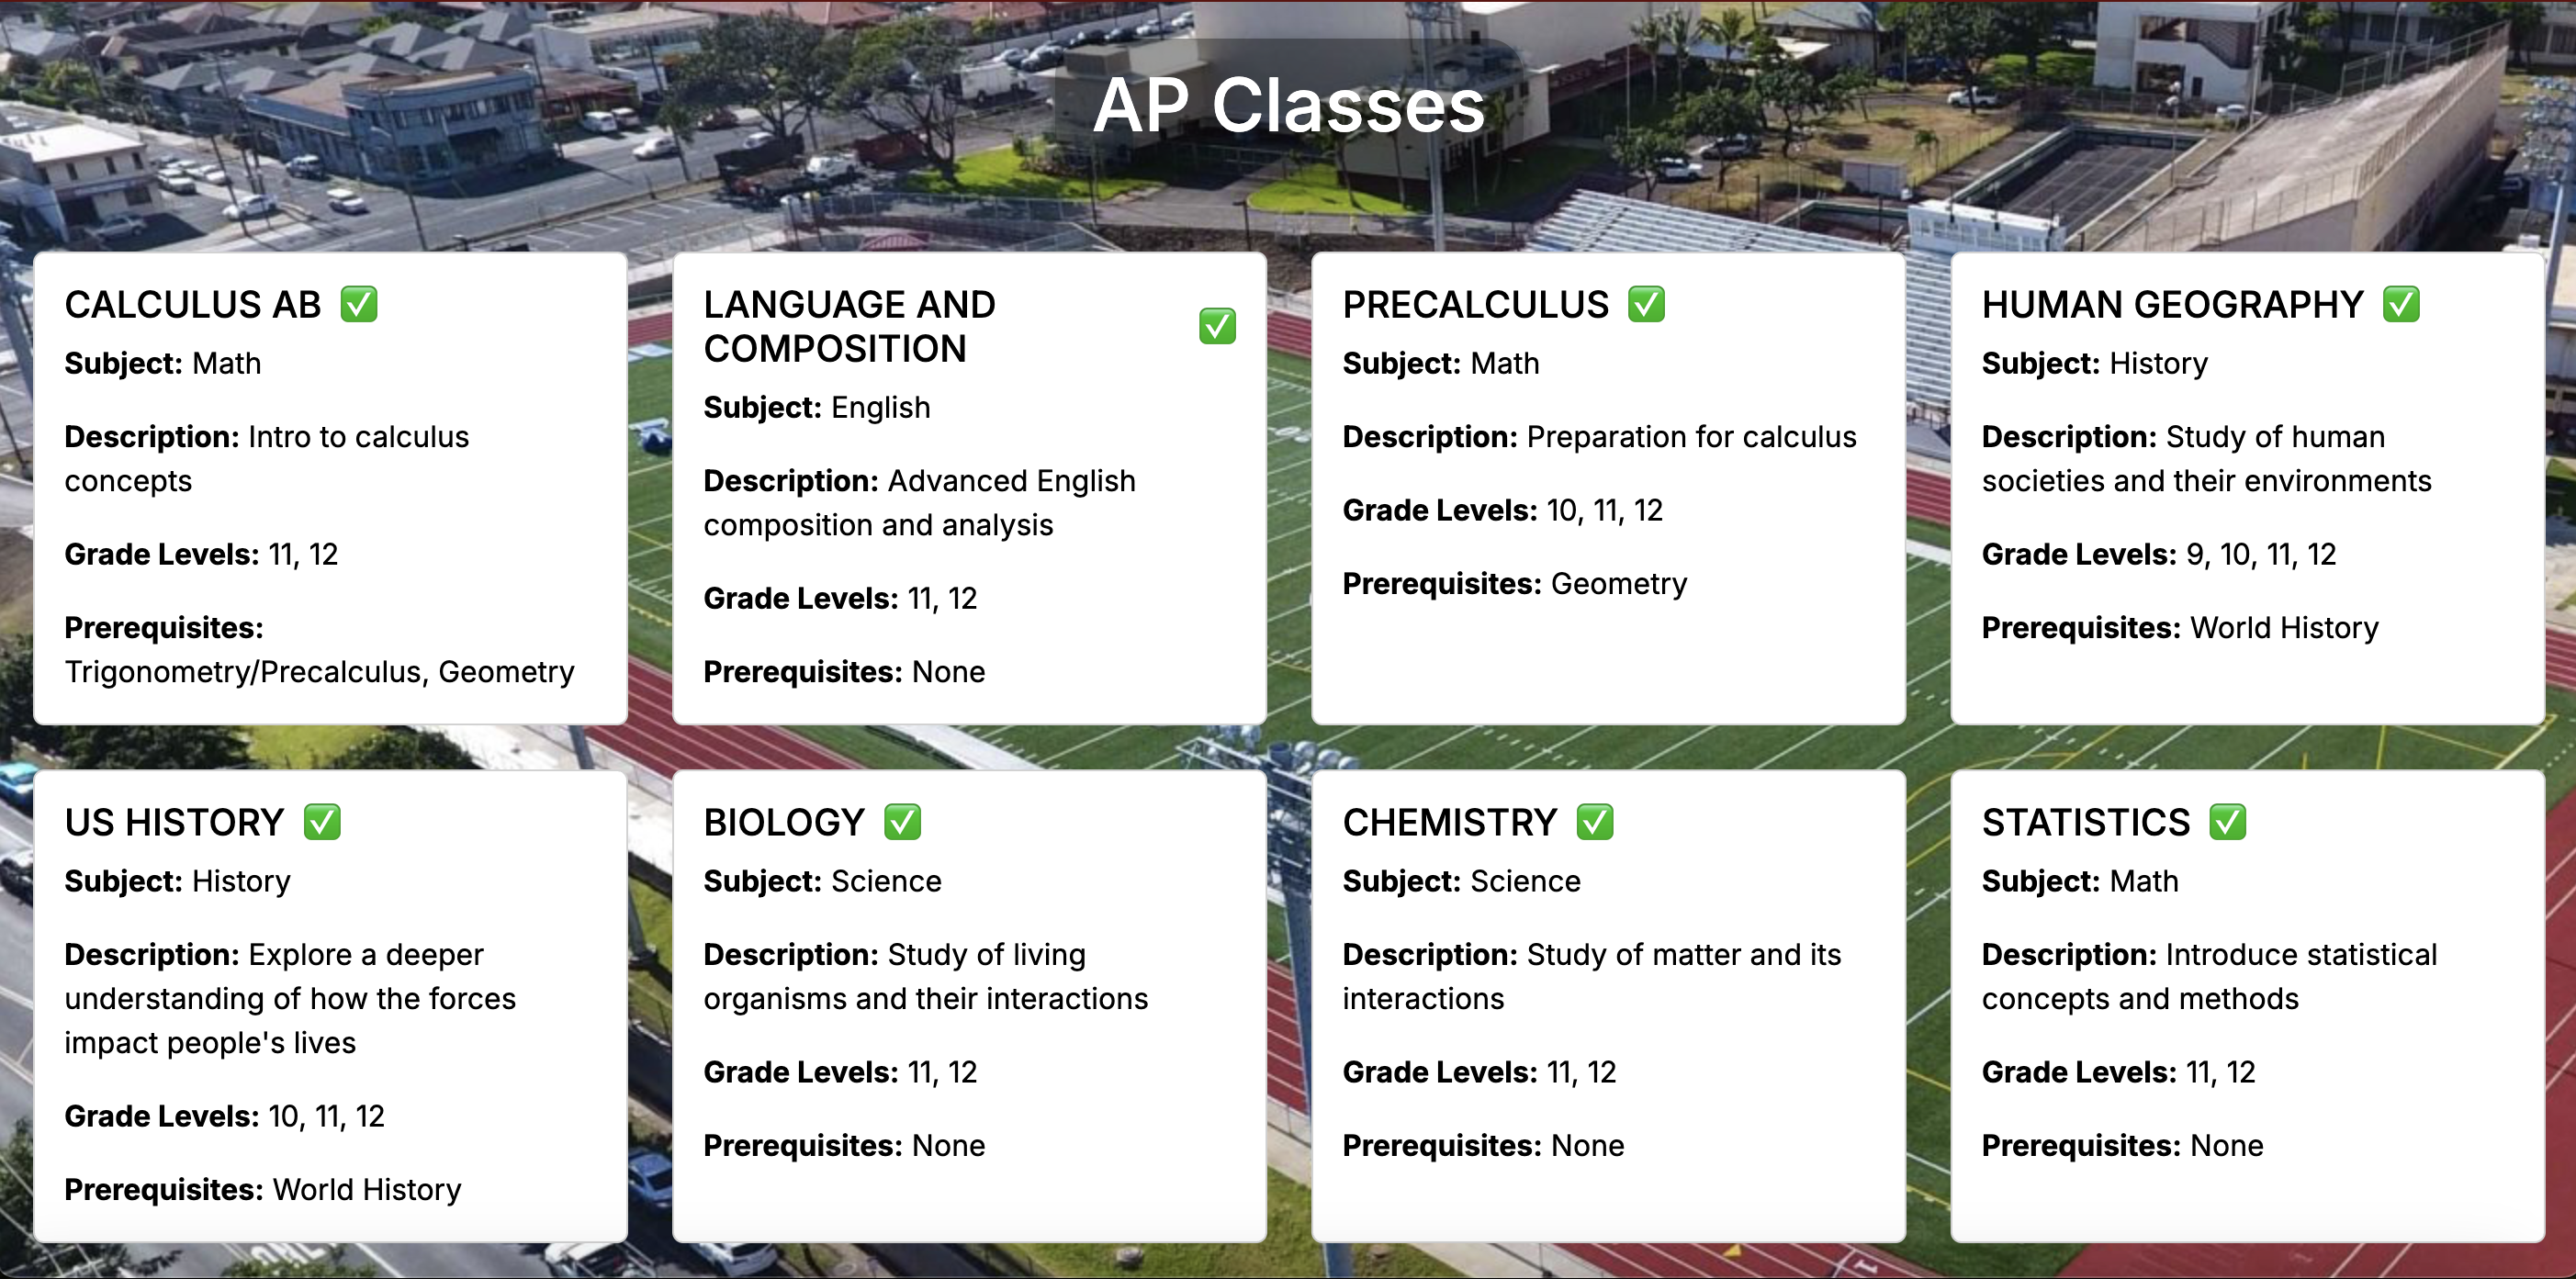 AP Classes
CALCULUS AB ✅
Subject: Math
Description: Intro to calculus
concepts
Grade Levels: 11, 12
Prerequisites:
Trigonometry/Precalculus, Geometry
LANGUAGE AND
COMPOSITION ✅
Subject: English
Description: Advanced English
composition and analysis
Grade Levels: 11, 12
Prerequisites: None
PRECALCULUS ✅
Subject: Math
Description: Preparation for calculus
Grade Levels: 10, 11, 12
Prerequisites: Geometry
HUMAN GEOGRAPHY ✅
Subject: History
Description: Study of human
societies and their environments
Grade Levels: 9, 10, 11, 12
Prerequisites: World History
US HISTORY ✅
Subject: History
Description: Explore a deeper
understanding of how the forces
impact people's lives
Grade Levels: 10, 11, 12
Prerequisites: World History
BIOLOGY ✅
Subject: Science
Description: Study of living
organisms and their interactions
Grade Levels: 11, 12
Prerequisites: None
CHEMISTRY ✅
Subject: Science
Description: Study of matter and its
interactions
Grade Levels: 11, 12
Prerequisites: None
STATISTICS ✅
Subject: Math
Description: Introduce statistical
concepts and methods
Grade Levels: 11, 12
Prerequisites: None